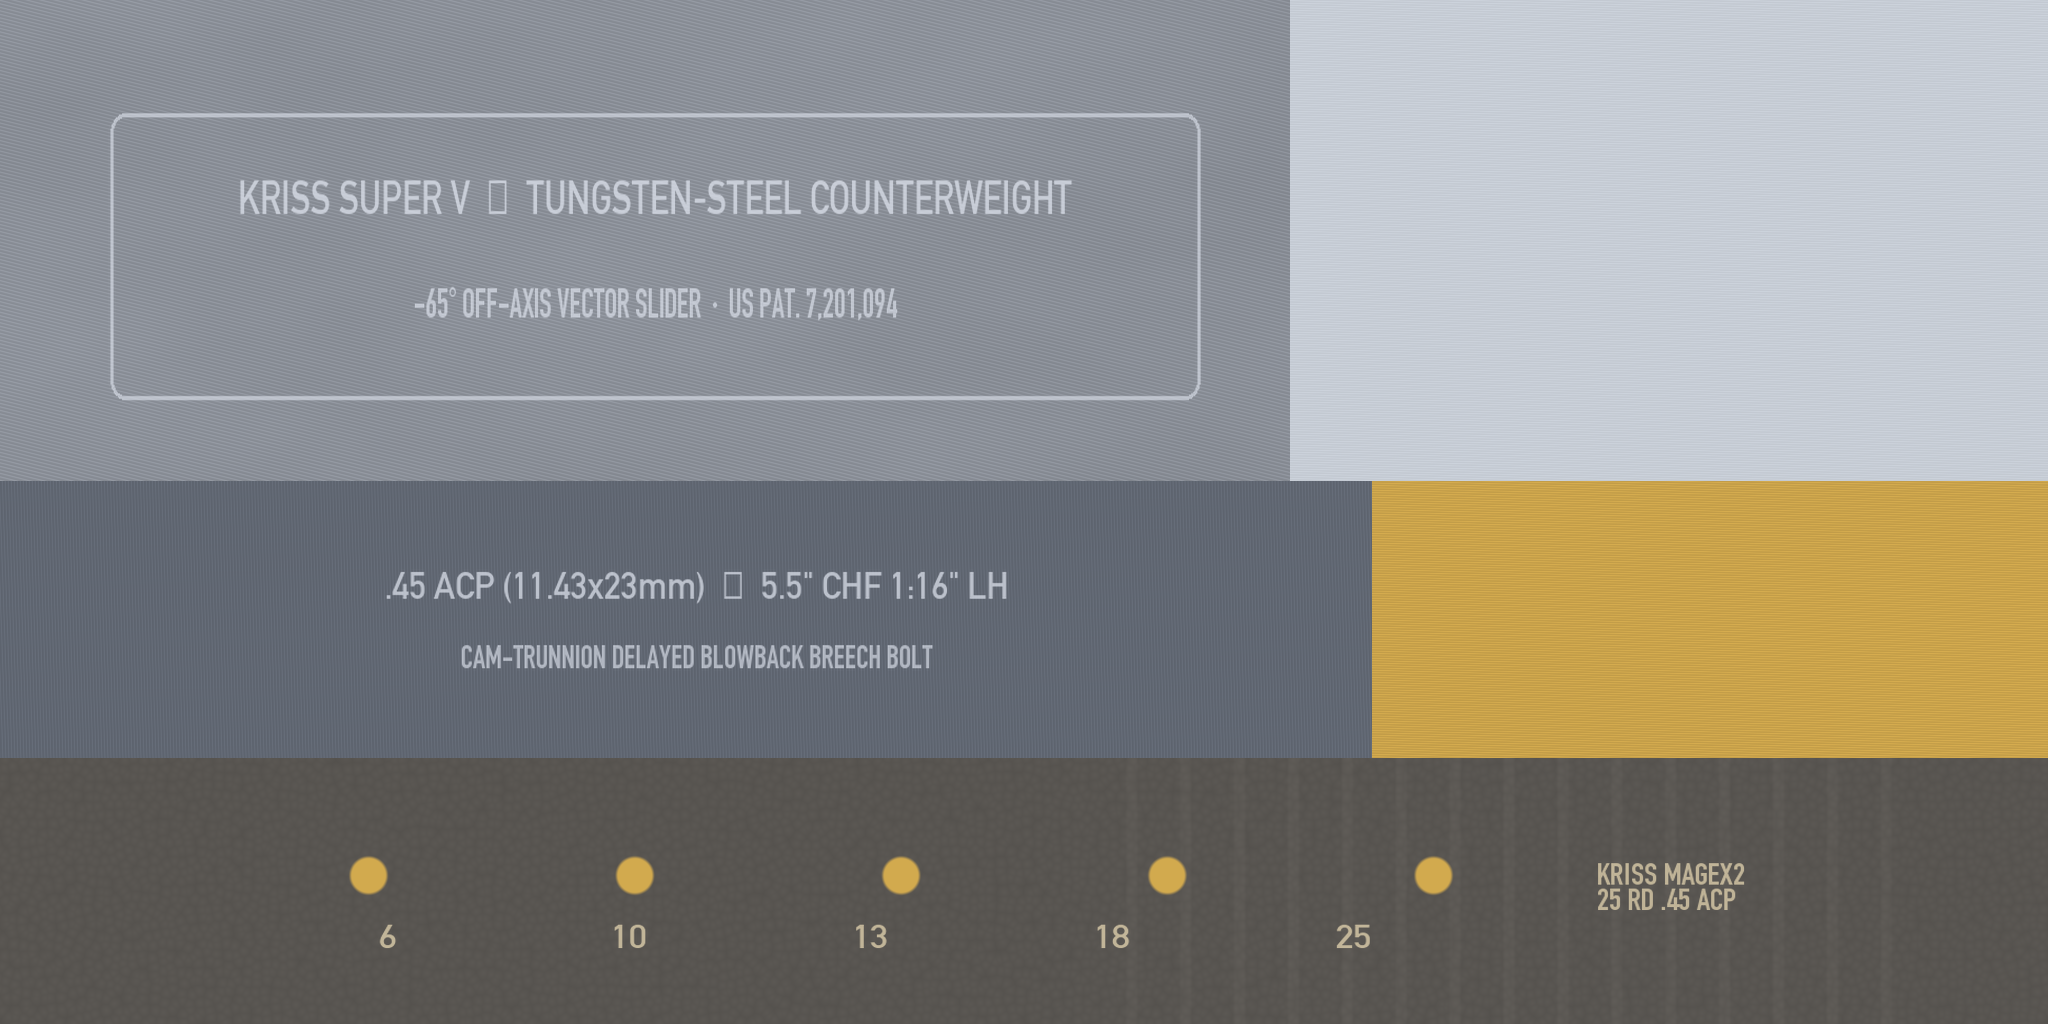 KRISS SUPER V □ TUNGSTEN-STEEL COUNTERWEIGHT
-65° OFF-AXIS VECTOR SLIDER · US PAT. 7,201,094
.45 ACP (11.43x23mm) □ 5.5" CHF 1:16" LH
CAM-TRUNNION DELAYED BLOWBACK BREECH BOLT
KRISS MAGEX2
25 RD .45 ACP
6 10 13 18 25